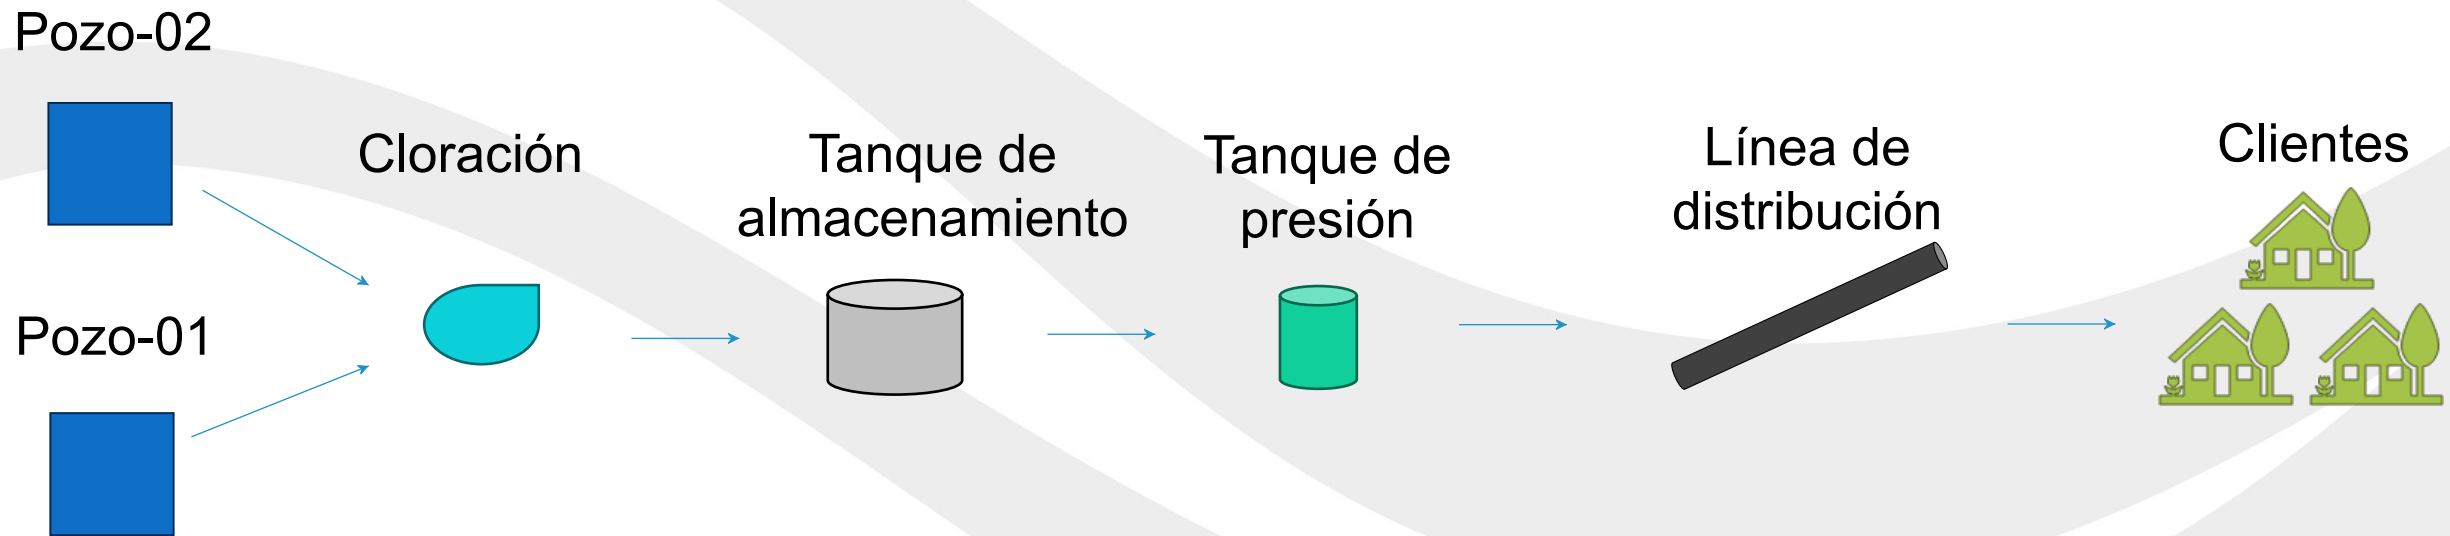 Pozo-02
Pozo-01
Cloración
Tanque de
almacenamiento
Tanque de
presión
Línea de
distribución
Clientes